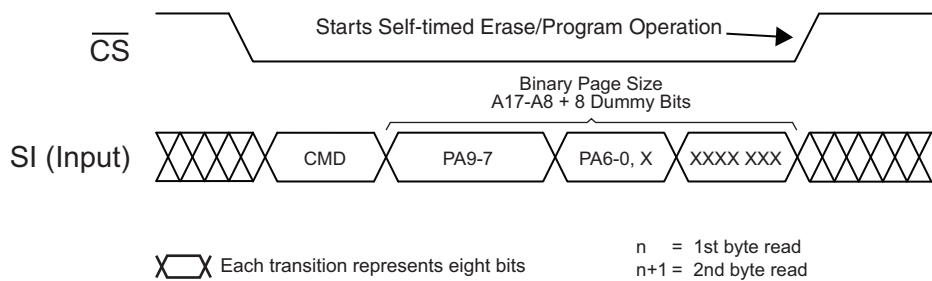 Starts Self-timed Erase/Program Operation
CS
Binary Page Size
A17-A8 + 8 Dummy Bits
SI (Input)
CMD
PA9-7
PA6-0, X
XXXX XXX
Each transition represents eight bits
n = 1st byte read
n+1 = 2nd byte read